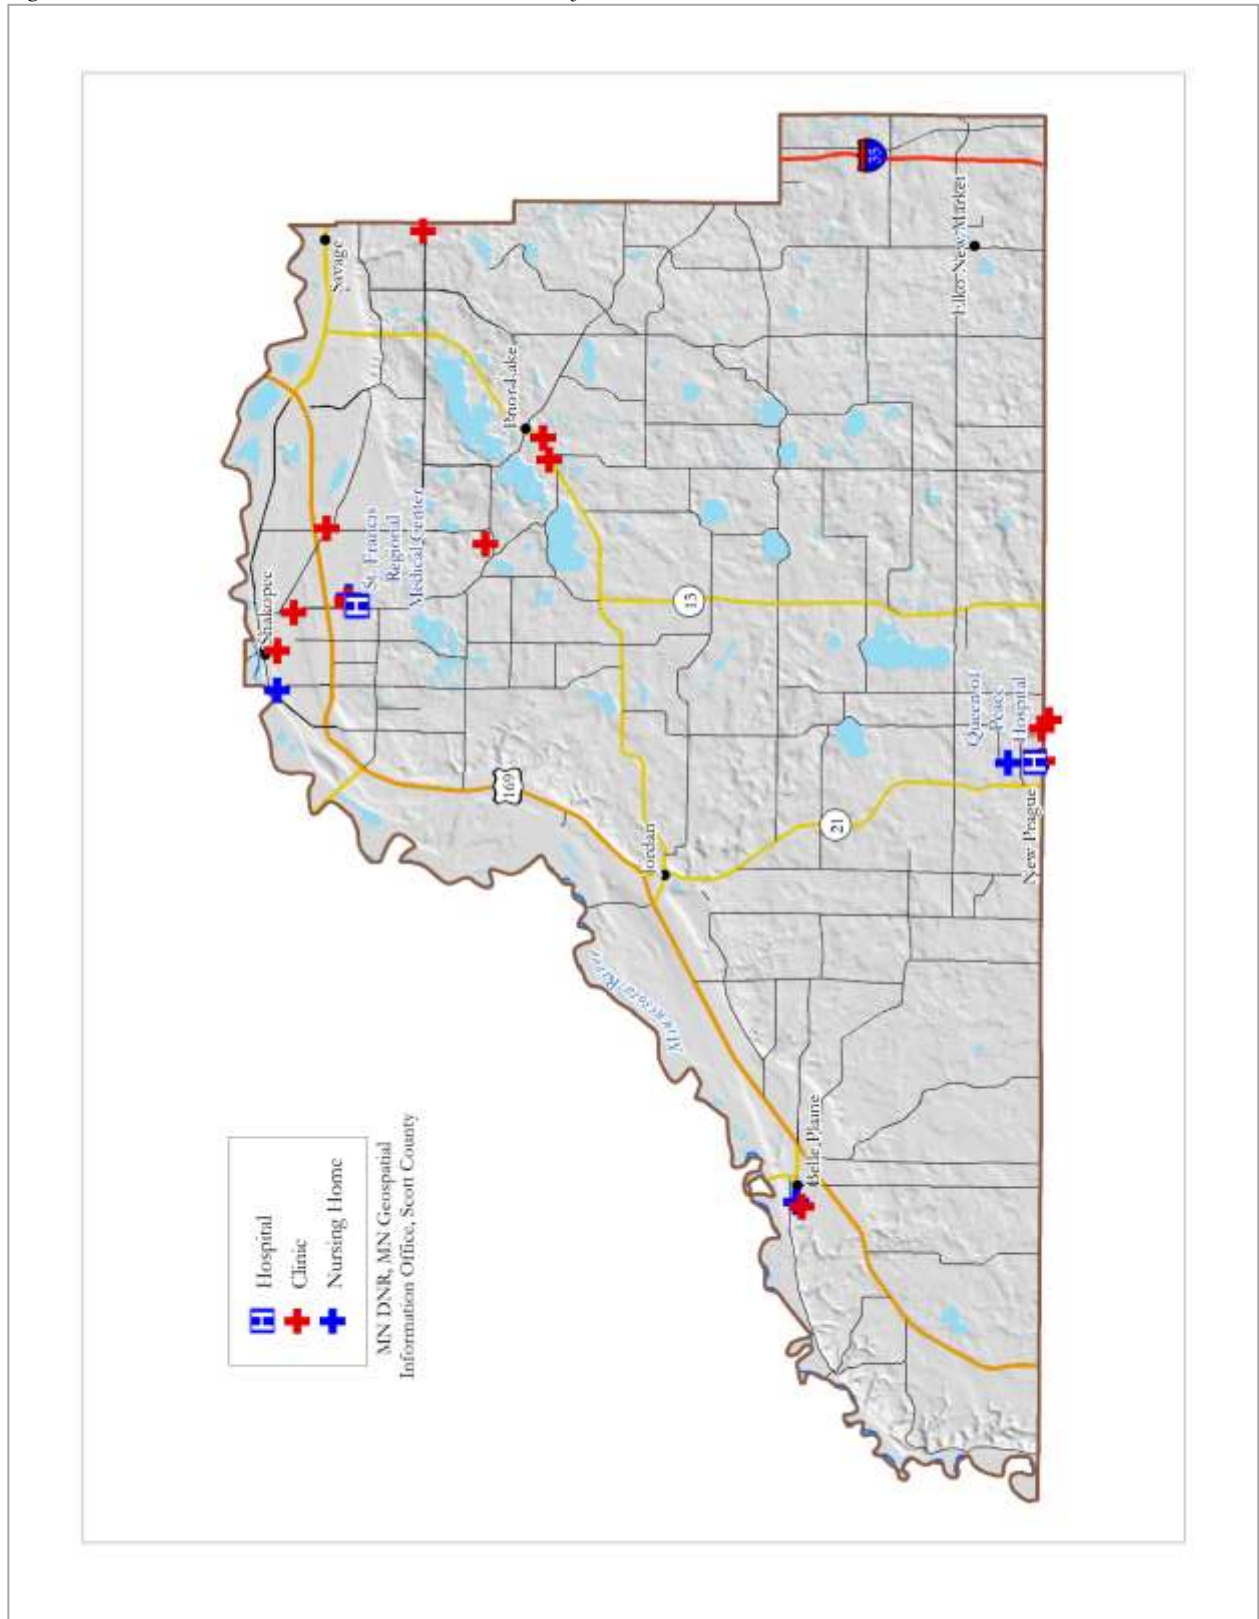 Hospital
Clinic
Nursing Home
MN DNR, MN Geospatial
Information Office, Scott County
Shakopee
Savage
St. Francis
Regional
Medical Center
Prior Lake
169
13
35
Jordan
Minnesota River
21
Belle Plaine
Elko New Market
Queen of
Peace
Hospital
New Prague